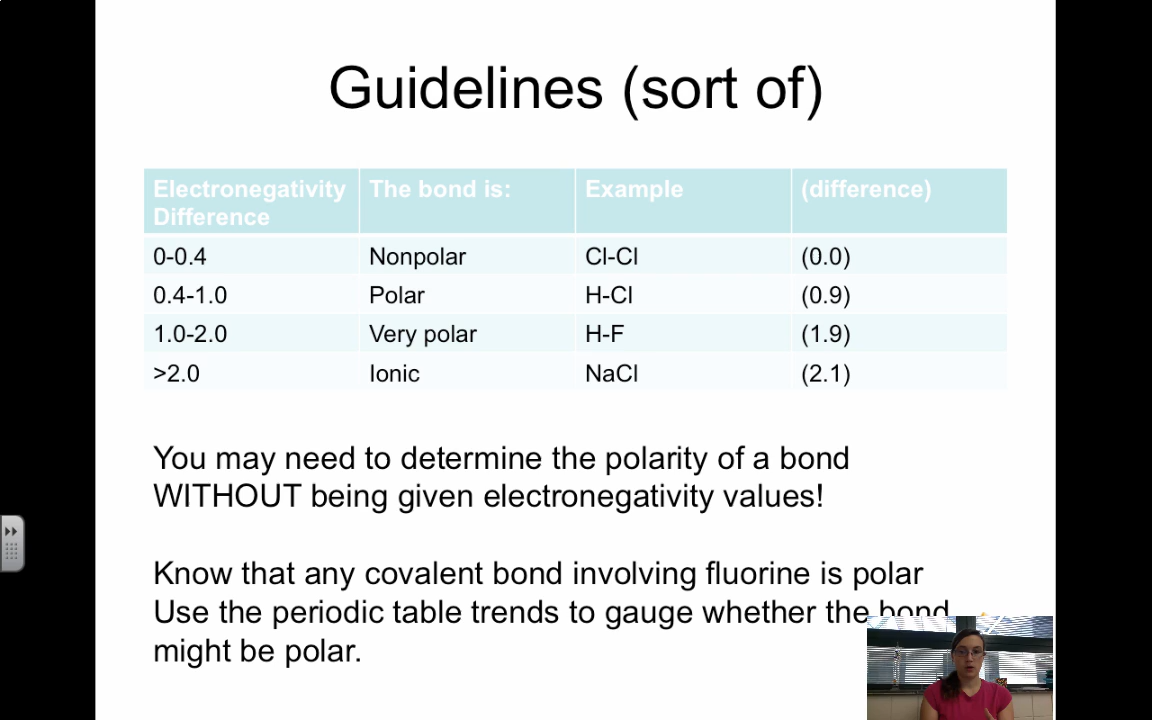 Guidelines (sort of)
Electronegativity Difference | The bond is: | Example | (difference)
0-0.4 | Nonpolar | Cl-Cl | (0.0)
0.4-1.0 | Polar | H-Cl | (0.9)
1.0-2.0 | Very polar | H-F | (1.9)
>2.0 | Ionic | NaCl | (2.1)
You may need to determine the polarity of a bond
WITHOUT being given electronegativity values!
Know that any covalent bond involving fluorine is polar
Use the periodic table trends to gauge whether the bond
might be polar.